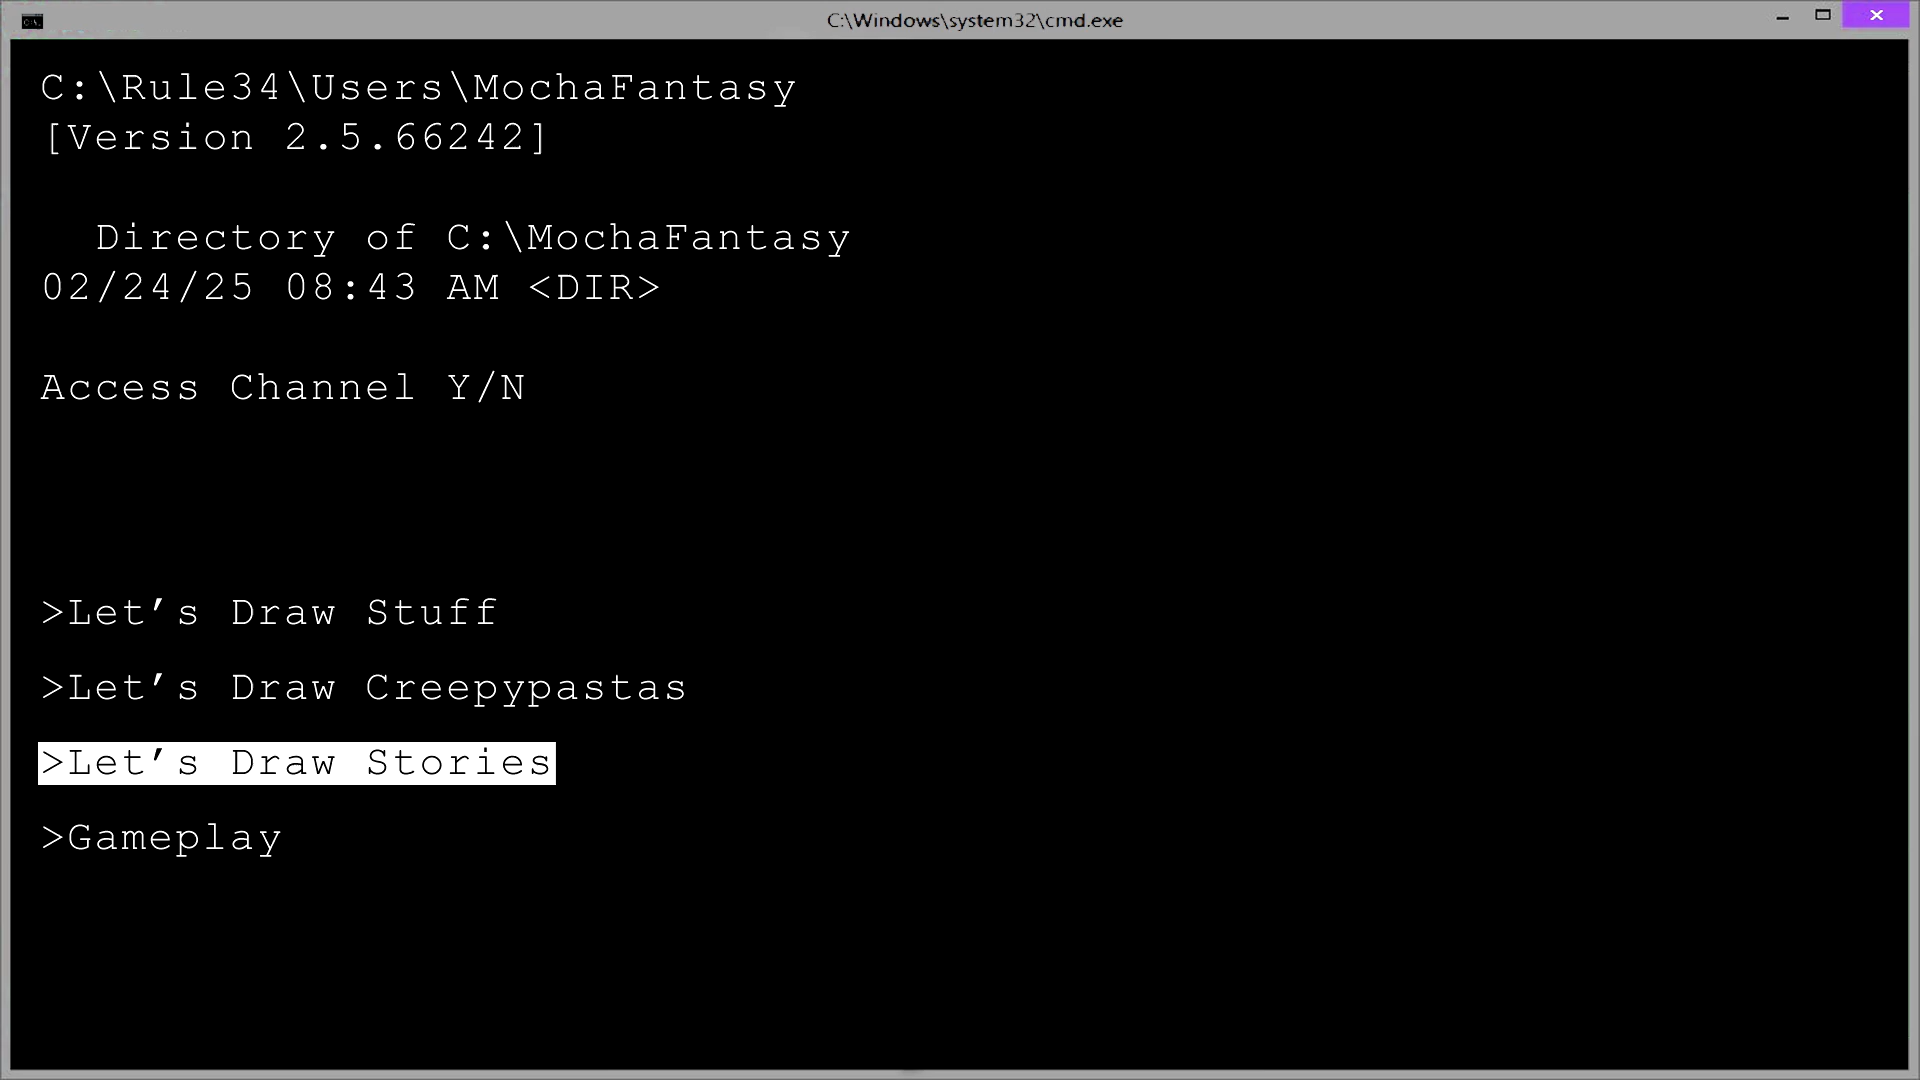 C:\Windows\system32\cmd.exe
C:\Rule34\Users\MochaFantasy
[Version 2.5.66242]
Directory of C:\MochaFantasy
02/24/25 08:43 AM <DIR>
Access Channel Y/N
>Let’s Draw Stuff
>Let’s Draw Creepypastas
>Let’s Draw Stories
>Gameplay